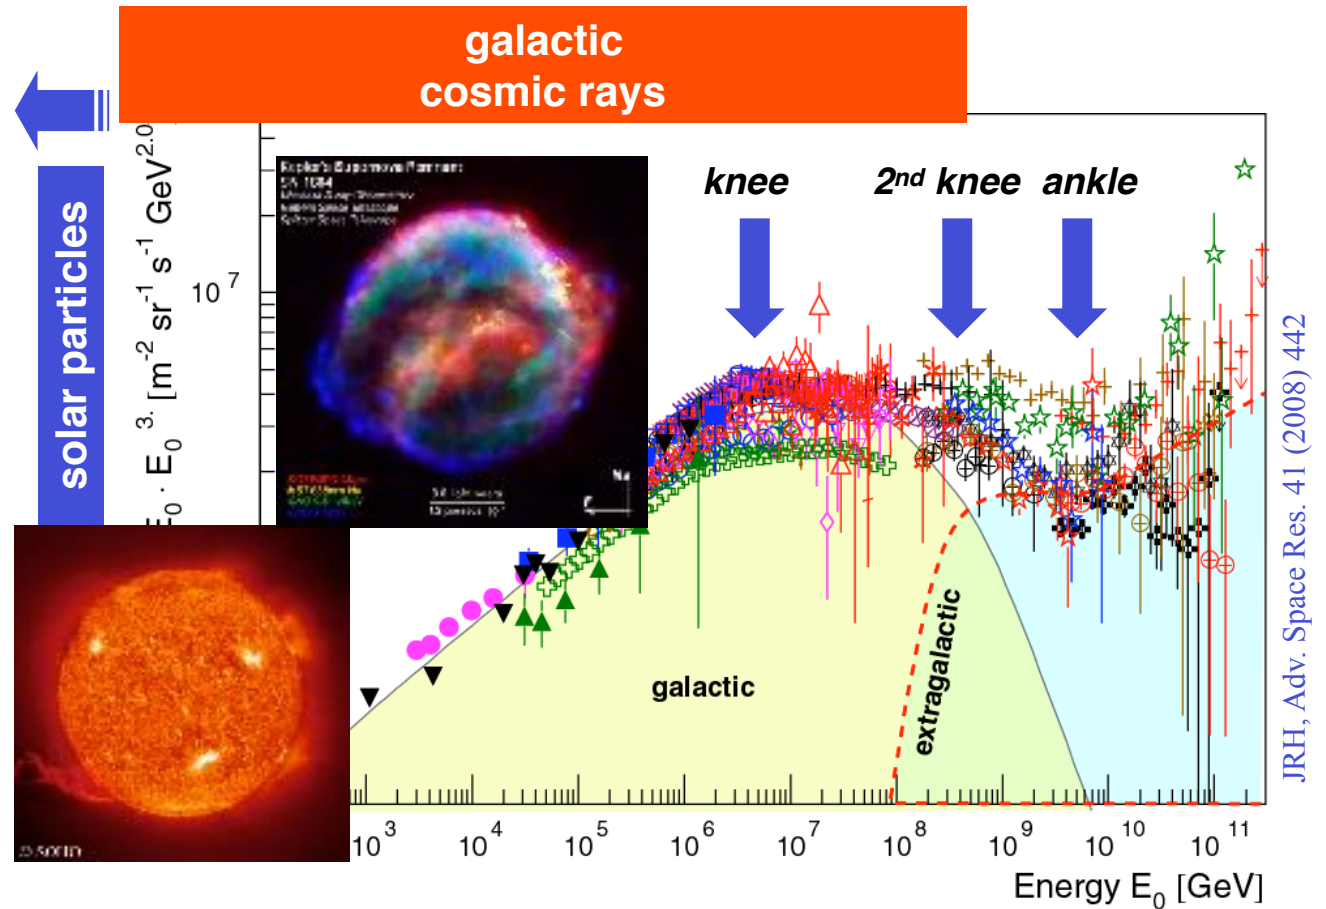 galactic
cosmic rays
solar particles
E₀ · E₀ ³· [m⁻² sr⁻¹ s⁻¹ GeV²·⁰
10 ⁷
Kepler's Supernova Remnant
knee
2ⁿᵈ knee
ankle
galactic
extragalactic
JRH, Adv. Space Res. 41 (2008) 442
10 ³
10 ⁴
10 ⁵
10 ⁶
10 ⁷
10 ⁸
10 ⁹
10 ¹⁰
10 ¹¹
Energy E₀ [GeV]